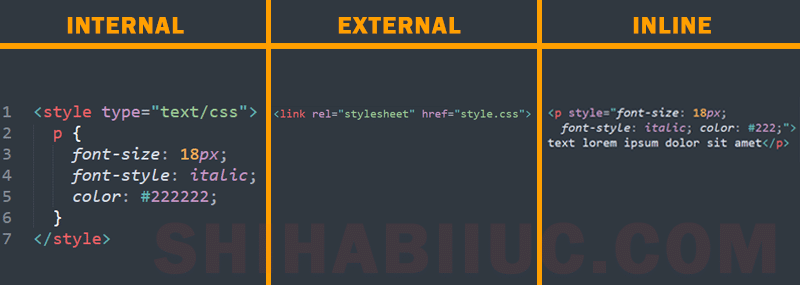 INTERNAL
1 <style type="text/css">
2 p {
3 font-size: 18px;
4 font-style: italic;
5 color: #222222;
6 }
7 </style>
EXTERNAL
<link rel="stylesheet" href="style.css">
INLINE
<p style="font-size: 18px;
font-style: italic; color: #222;">
text lorem ipsum dolor sit amet</p>
SHIHABIIUC.COM